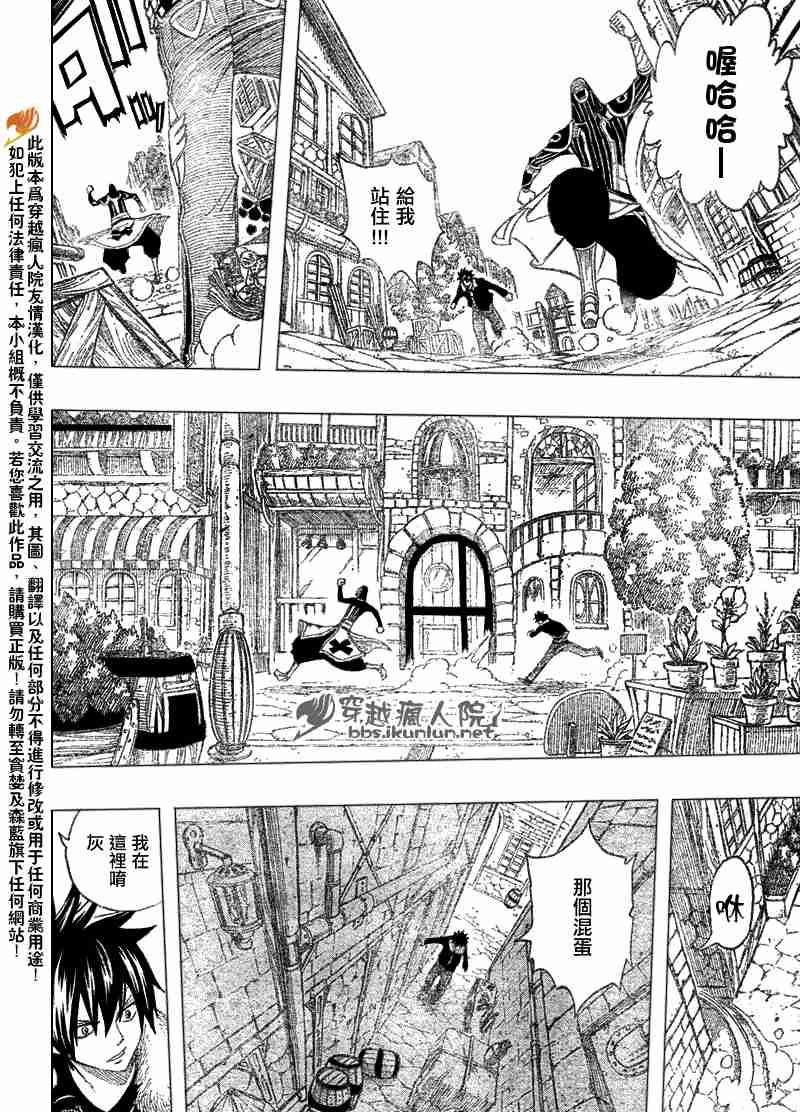 喔哈哈ー
給我
站住!!!
穿越瘋人院
bbs.ikunlun.net
咻
那個混蛋
我在
這裡唷
灰
此版本爲穿越瘋人院友情漢化，僅供學習交流之用，其圖、翻譯以及任何部分不得進行修改或用于任何商業用途！
如犯上任何法律責任，本小組概不負責。若您喜歡此作品，請購買正版！請勿轉至貪婪及森藍旗下任何網站！